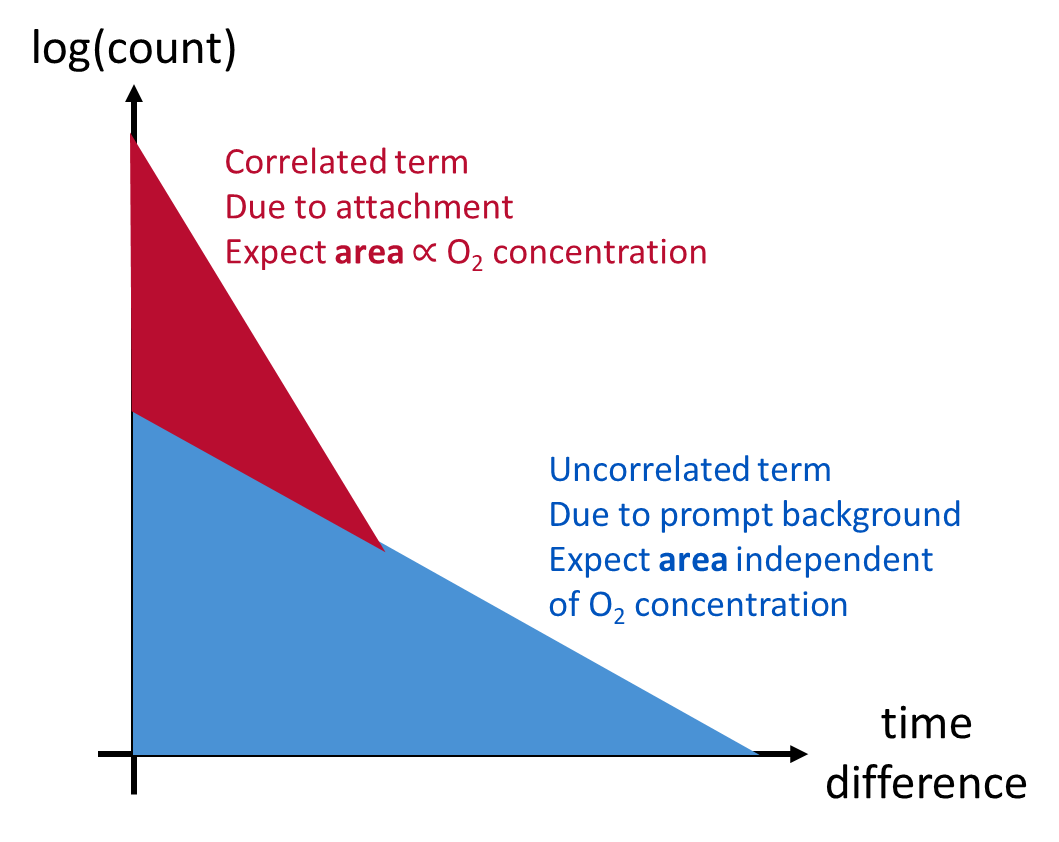 log(count)
Correlated term
Due to attachment
Expect area ∝ O₂ concentration
Uncorrelated term
Due to prompt background
Expect area independent
of O₂ concentration
time
difference